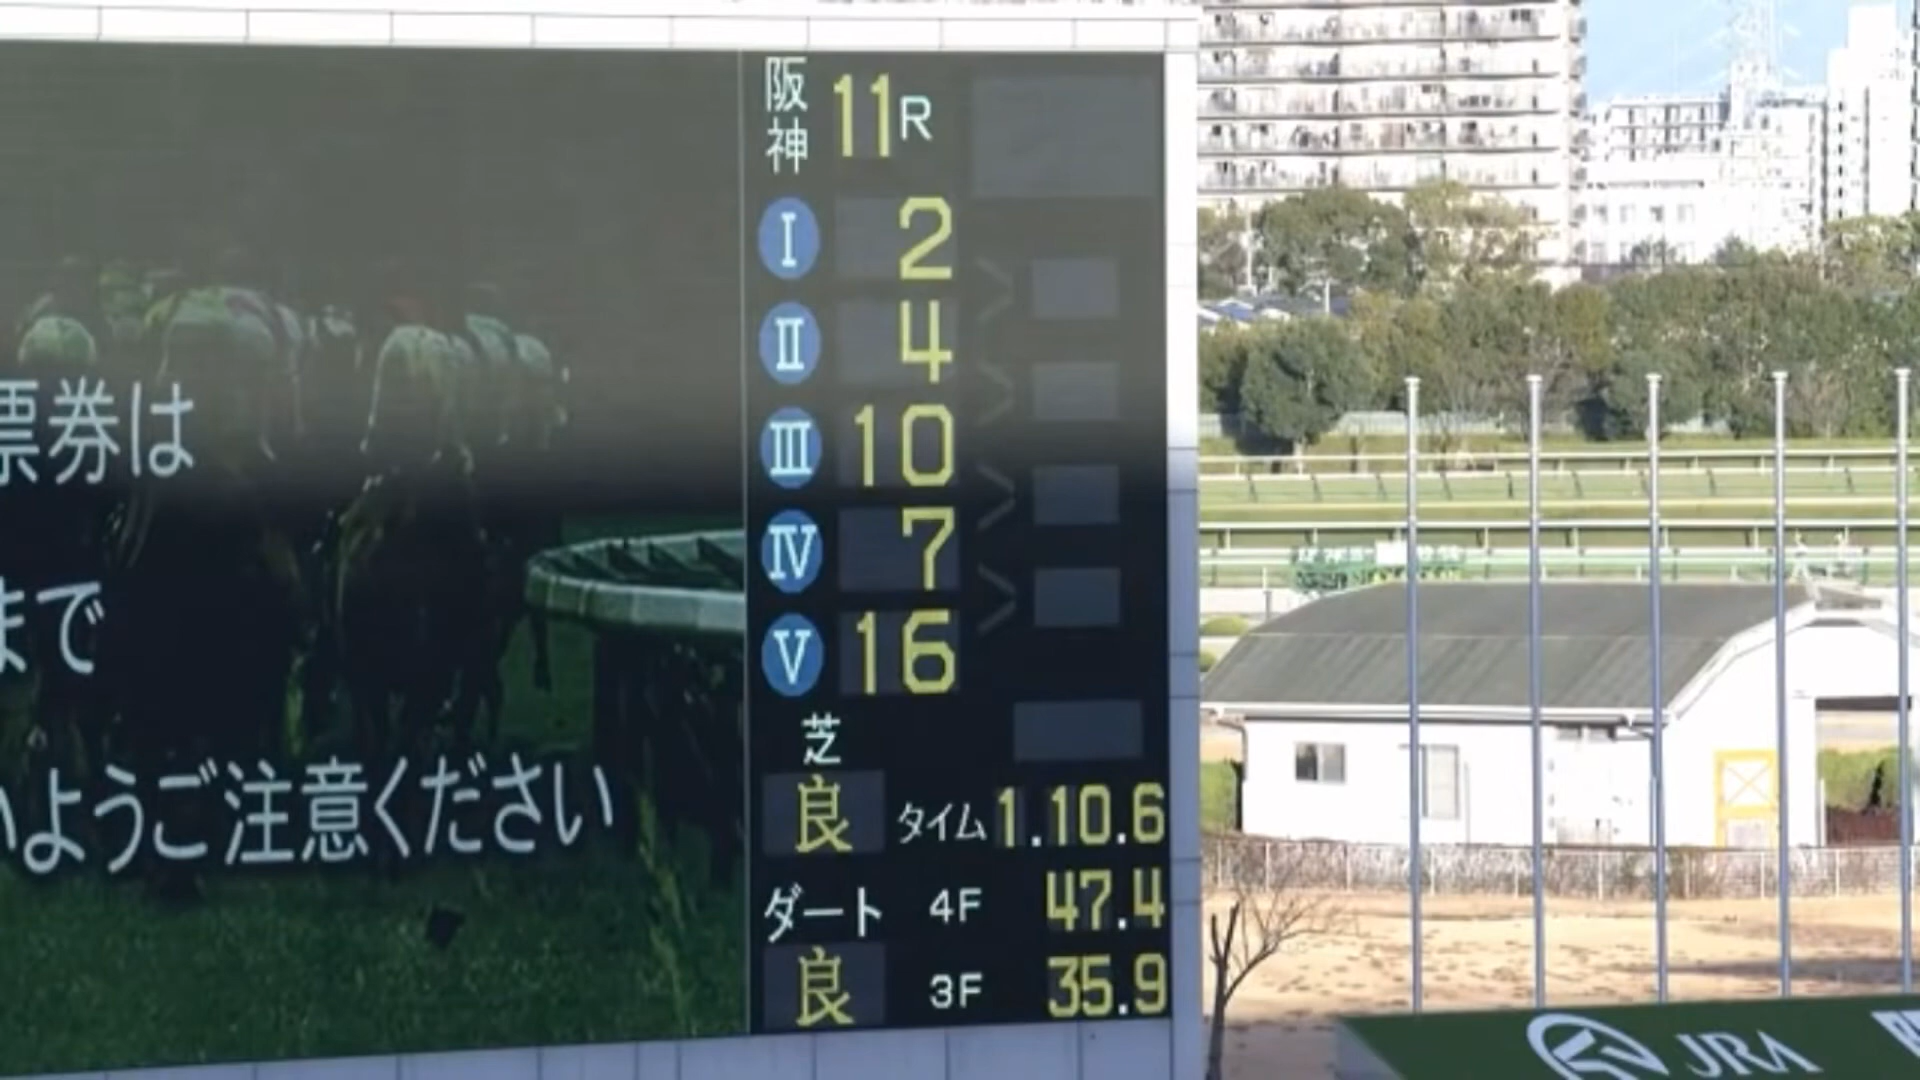 票券は
まで
いようご注意ください
阪神 11R
Ⅰ 2
Ⅱ 4
Ⅲ 10
Ⅳ 7
Ⅴ 16
芝
良 タイム 1.10.6
ダート 4F 47.4
良 3F 35.9
JRA